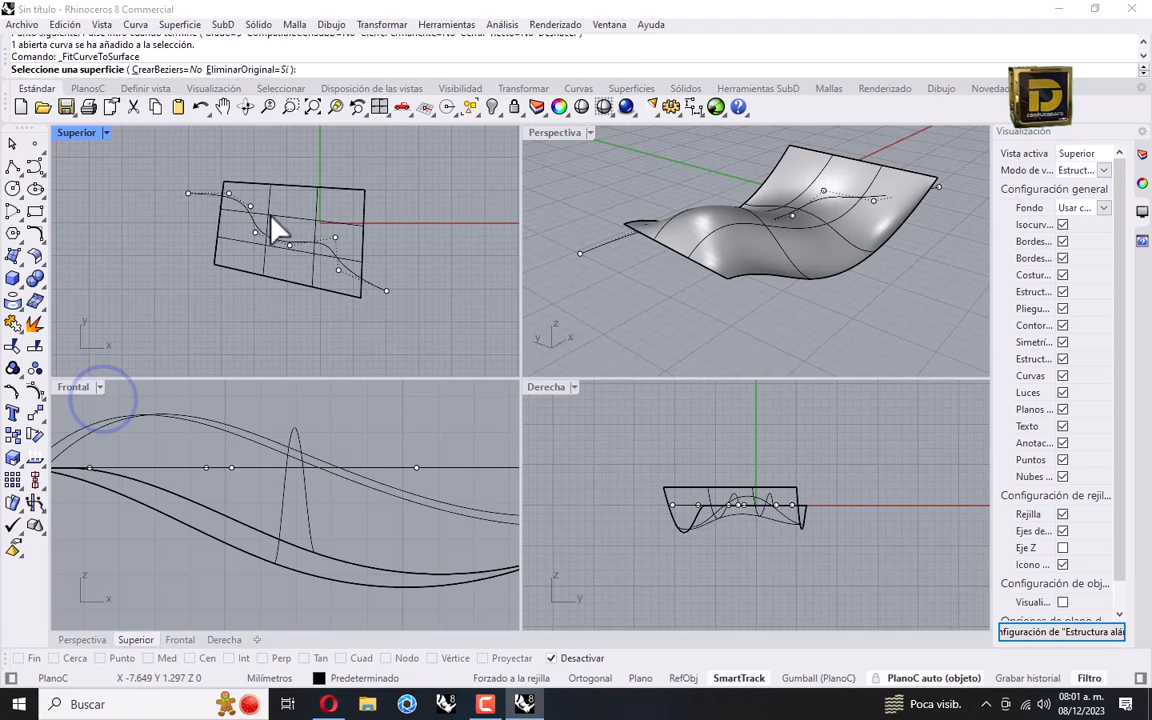 Sin título - Rhinoceros 8 Commercial
Archivo Edición Vista Curva Superficie SubD Sólido Malla Dibujo Transformar Herramientas Análisis Renderizado Ventana Ayuda
1 abierta curva se ha añadido a la selección.
Comando: _FitCurveToSurface
Seleccione una superficie ( CrearBeziers=No EliminarOriginal=Sí):
Estándar PlanosC Definir vista Visualización Seleccionar Disposición de las vistas Visibilidad Transformar Curvas Superficies Sólidos Herramientas SubD Mallas Renderizado Dibujo Novedad
Superior
Perspectiva
D
Visualización
Vista activa Superior
Modo de v... Estruct...
Configuración general
Fondo Usar c...
Isocurv...
Bordes...
Bordes...
Costur...
Estruct...
Pliegu...
Contor...
Simetrí...
Estruct...
Curvas
Luces
Planos ...
Texto
Anotac...
Puntos
Nubes ...
Configuración de rejil
Rejilla
Ejes de...
Eje Z
Icono ...
Configuración de obj
Visuali...
nfiguración de "Estructura alár
y
x
z
y x
Frontal
Derecha
z
x
z
y
Perspectiva Superior Frontal Derecha
Fin Cerca Punto Med Cen Int Perp Tan Cuad Nodo Vértice Proyectar Desactivar
PlanoC X -7.649 Y 1.297 Z 0 Milímetros Predeterminado Forzado a la rejilla Ortogonal Plano RefObj SmartTrack Gumball (PlanoC) PlanoC auto (objeto) Grabar historial Filtro
Buscar
Poca visib.
08:01 a. m.
08/12/2023